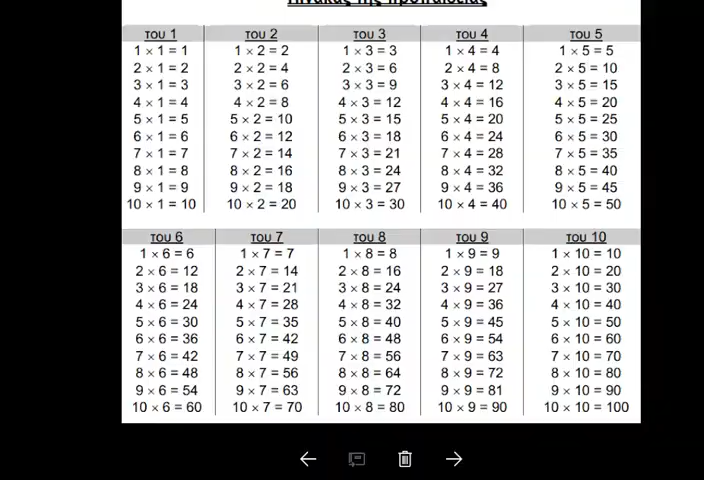 Πίνακας της προπαίδειας
του 1 του 2 του 3 του 4 του 5
1 × 1 = 1 1 × 2 = 2 1 × 3 = 3 1 × 4 = 4 1 × 5 = 5
2 × 1 = 2 2 × 2 = 4 2 × 3 = 6 2 × 4 = 8 2 × 5 = 10
3 × 1 = 3 3 × 2 = 6 3 × 3 = 9 3 × 4 = 12 3 × 5 = 15
4 × 1 = 4 4 × 2 = 8 4 × 3 = 12 4 × 4 = 16 4 × 5 = 20
5 × 1 = 5 5 × 2 = 10 5 × 3 = 15 5 × 4 = 20 5 × 5 = 25
6 × 1 = 6 6 × 2 = 12 6 × 3 = 18 6 × 4 = 24 6 × 5 = 30
7 × 1 = 7 7 × 2 = 14 7 × 3 = 21 7 × 4 = 28 7 × 5 = 35
8 × 1 = 8 8 × 2 = 16 8 × 3 = 24 8 × 4 = 32 8 × 5 = 40
9 × 1 = 9 9 × 2 = 18 9 × 3 = 27 9 × 4 = 36 9 × 5 = 45
10 × 1 = 10 10 × 2 = 20 10 × 3 = 30 10 × 4 = 40 10 × 5 = 50
του 6 του 7 του 8 του 9 του 10
1 × 6 = 6 1 × 7 = 7 1 × 8 = 8 1 × 9 = 9 1 × 10 = 10
2 × 6 = 12 2 × 7 = 14 2 × 8 = 16 2 × 9 = 18 2 × 10 = 20
3 × 6 = 18 3 × 7 = 21 3 × 8 = 24 3 × 9 = 27 3 × 10 = 30
4 × 6 = 24 4 × 7 = 28 4 × 8 = 32 4 × 9 = 36 4 × 10 = 40
5 × 6 = 30 5 × 7 = 35 5 × 8 = 40 5 × 9 = 45 5 × 10 = 50
6 × 6 = 36 6 × 7 = 42 6 × 8 = 48 6 × 9 = 54 6 × 10 = 60
7 × 6 = 42 7 × 7 = 49 7 × 8 = 56 7 × 9 = 63 7 × 10 = 70
8 × 6 = 48 8 × 7 = 56 8 × 8 = 64 8 × 9 = 72 8 × 10 = 80
9 × 6 = 54 9 × 7 = 63 9 × 8 = 72 9 × 9 = 81 9 × 10 = 90
10 × 6 = 60 10 × 7 = 70 10 × 8 = 80 10 × 9 = 90 10 × 10 = 100